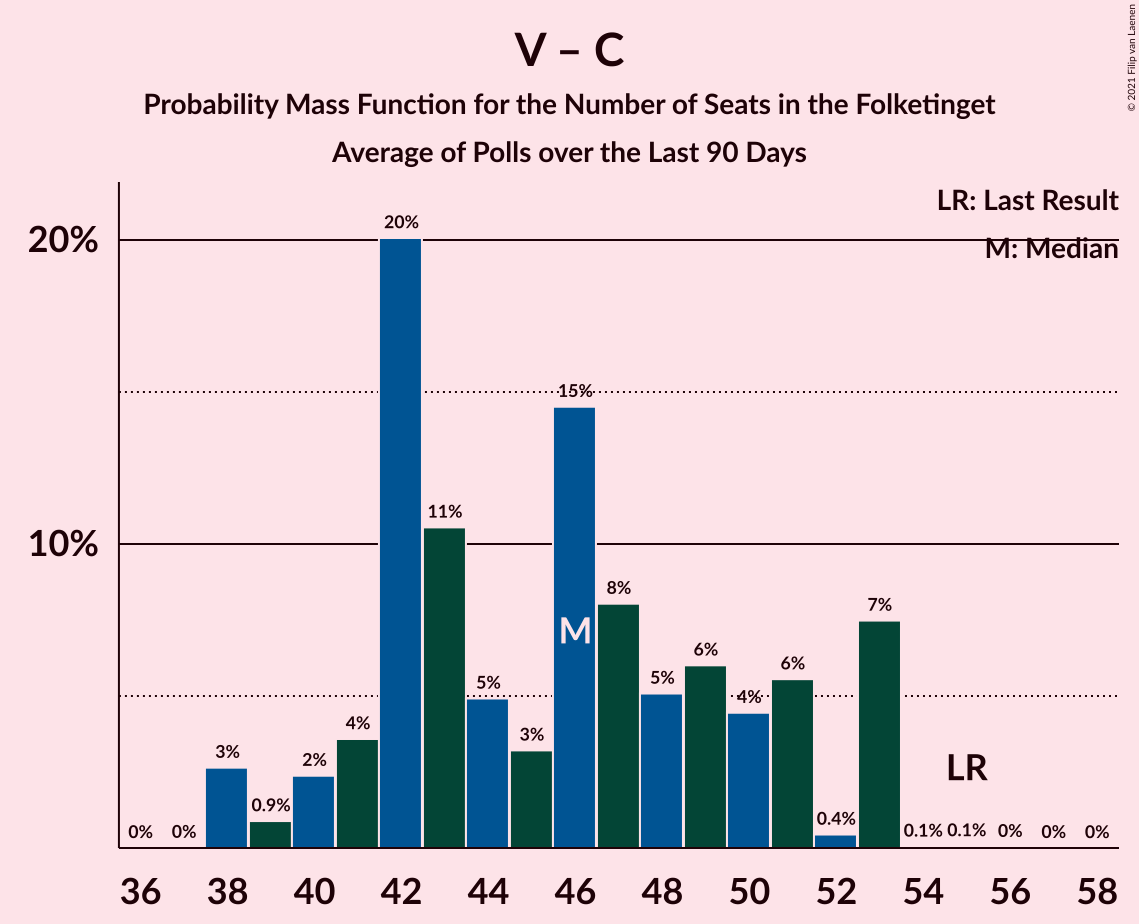 V – C
Probability Mass Function for the Number of Seats in the Folketinget
Average of Polls over the Last 90 Days
© 2021 Filip van Laenen
LR: Last Result
M: Median
20%
10%
0%
0%
3%
0.9%
2%
4%
20%
11%
5%
3%
15%
8%
5%
6%
4%
6%
0.4%
7%
0.1%
0.1%
0%
0%
0%
M
LR
36 38 40 42 44 46 48 50 52 54 56 58